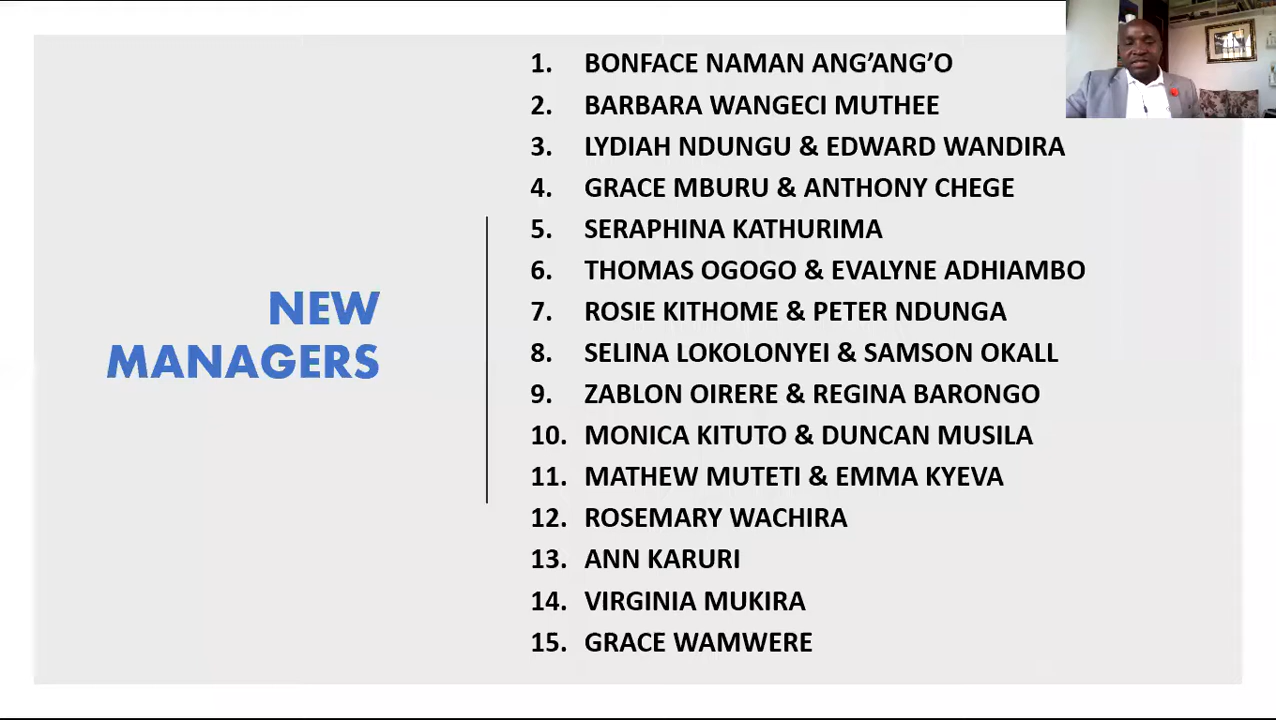 NEW
MANAGERS
1. BONFACE NAMAN ANG’ANG’O
2. BARBARA WANGECI MUTHEE
3. LYDIAH NDUNGU & EDWARD WANDIRA
4. GRACE MBURU & ANTHONY CHEGE
5. SERAPHINA KATHURIMA
6. THOMAS OGOGO & EVALYNE ADHIAMBO
7. ROSIE KITHOME & PETER NDUNGA
8. SELINA LOKOLONYEI & SAMSON OKALL
9. ZABLON OIRERE & REGINA BARONGO
10. MONICA KITUTO & DUNCAN MUSILA
11. MATHEW MUTETI & EMMA KYEVA
12. ROSEMARY WACHIRA
13. ANN KARURI
14. VIRGINIA MUKIRA
15. GRACE WAMWERE